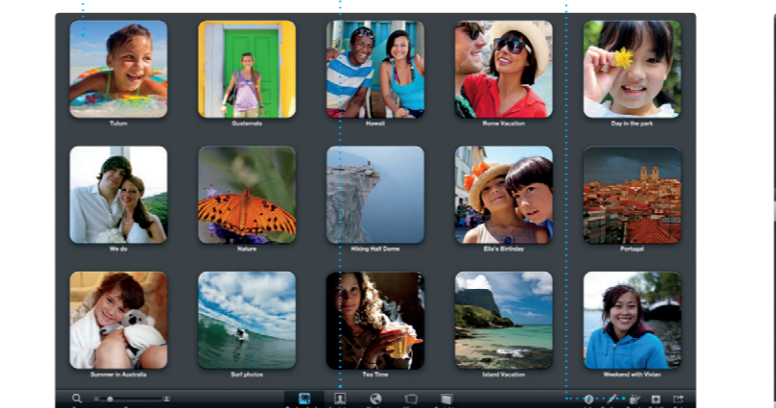 Tulum
Guatemala
Hawaii
Rome Vacation
Day in the park
We do
Nature
Hiking Half Dome
Ella's Birthday
Portugal
Summer in Australia
Surf photos
Tea Time
Island Vacation
Weekend with Vivian